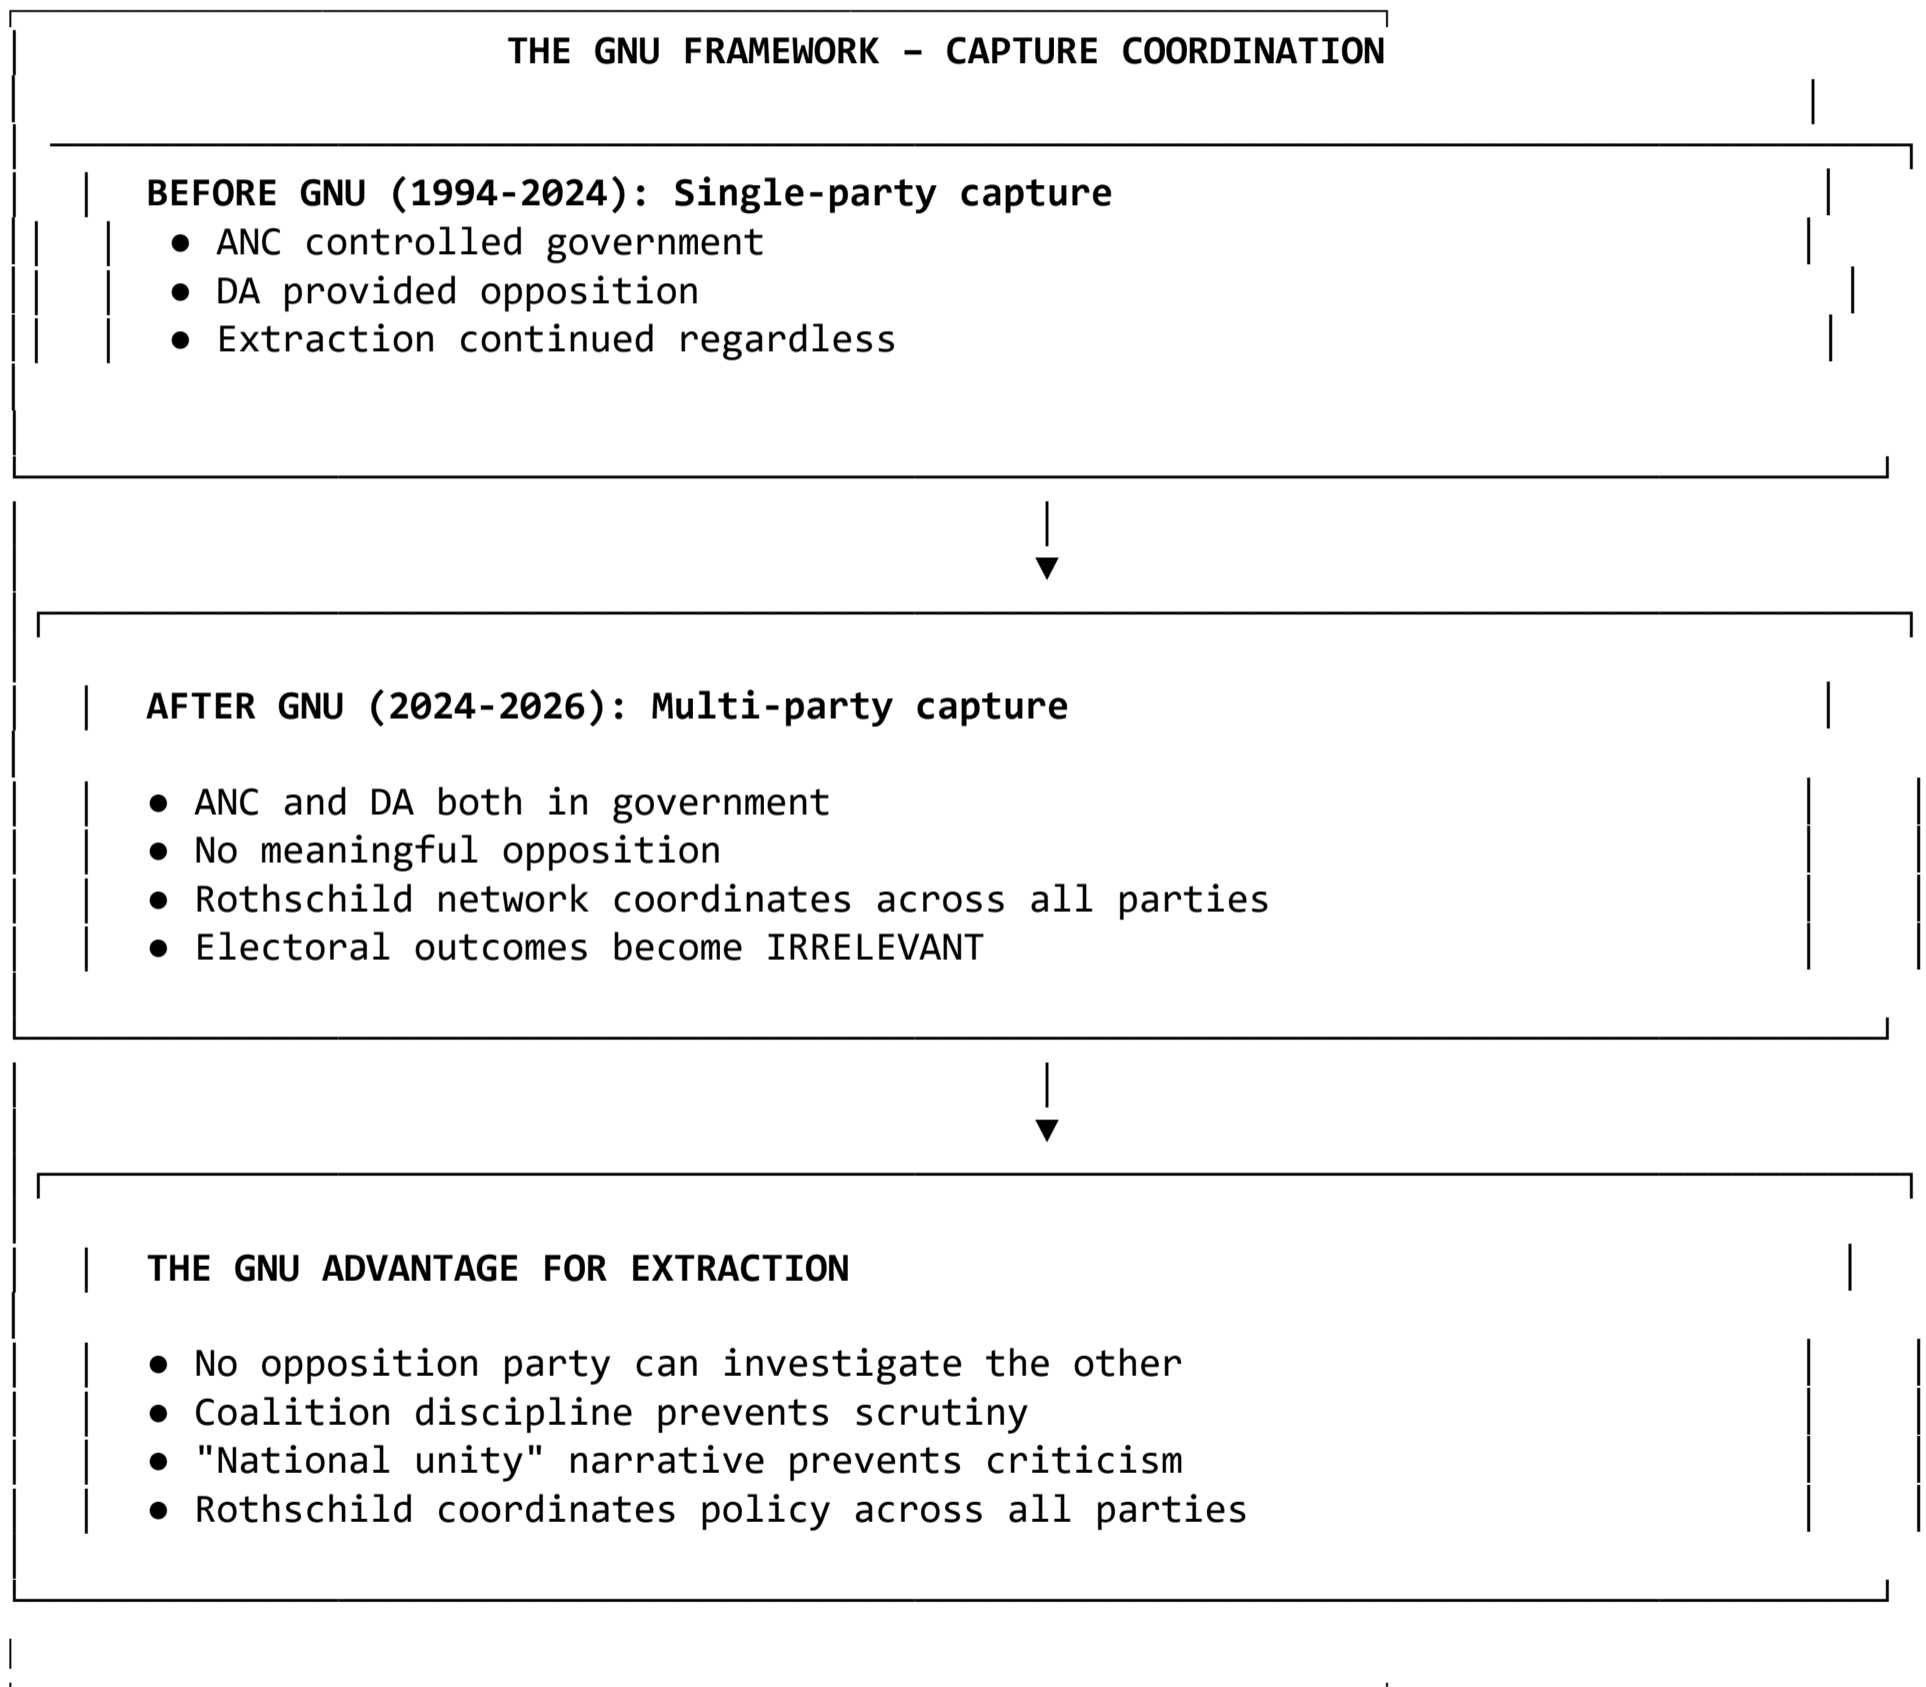 THE GNU FRAMEWORK – CAPTURE COORDINATION
BEFORE GNU (1994-2024): Single-party capture
● ANC controlled government
● DA provided opposition
● Extraction continued regardless
▼
AFTER GNU (2024-2026): Multi-party capture
● ANC and DA both in government
● No meaningful opposition
● Rothschild network coordinates across all parties
● Electoral outcomes become IRRELEVANT
▼
THE GNU ADVANTAGE FOR EXTRACTION
● No opposition party can investigate the other
● Coalition discipline prevents scrutiny
● "National unity" narrative prevents criticism
● Rothschild coordinates policy across all parties